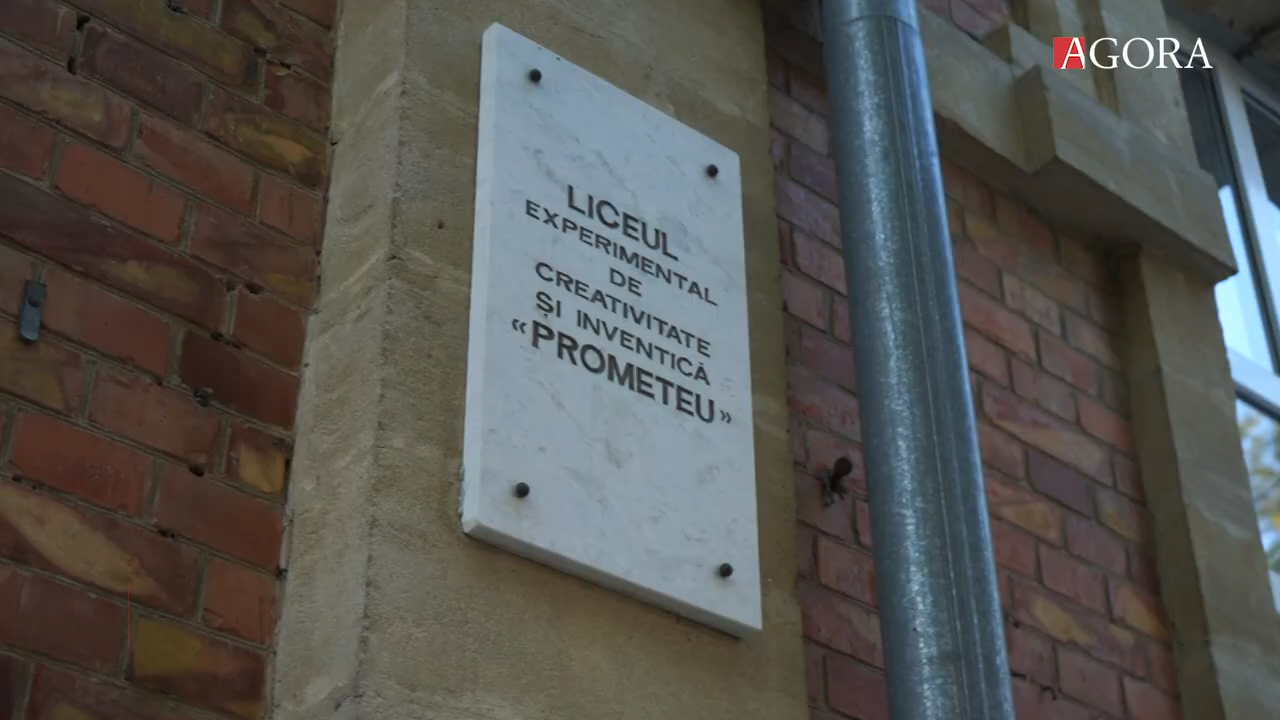 AGORA
LICEUL
EXPERIMENTAL
DE
CREATIVITATE
ȘI INVENTICĂ
«PROMETEU»